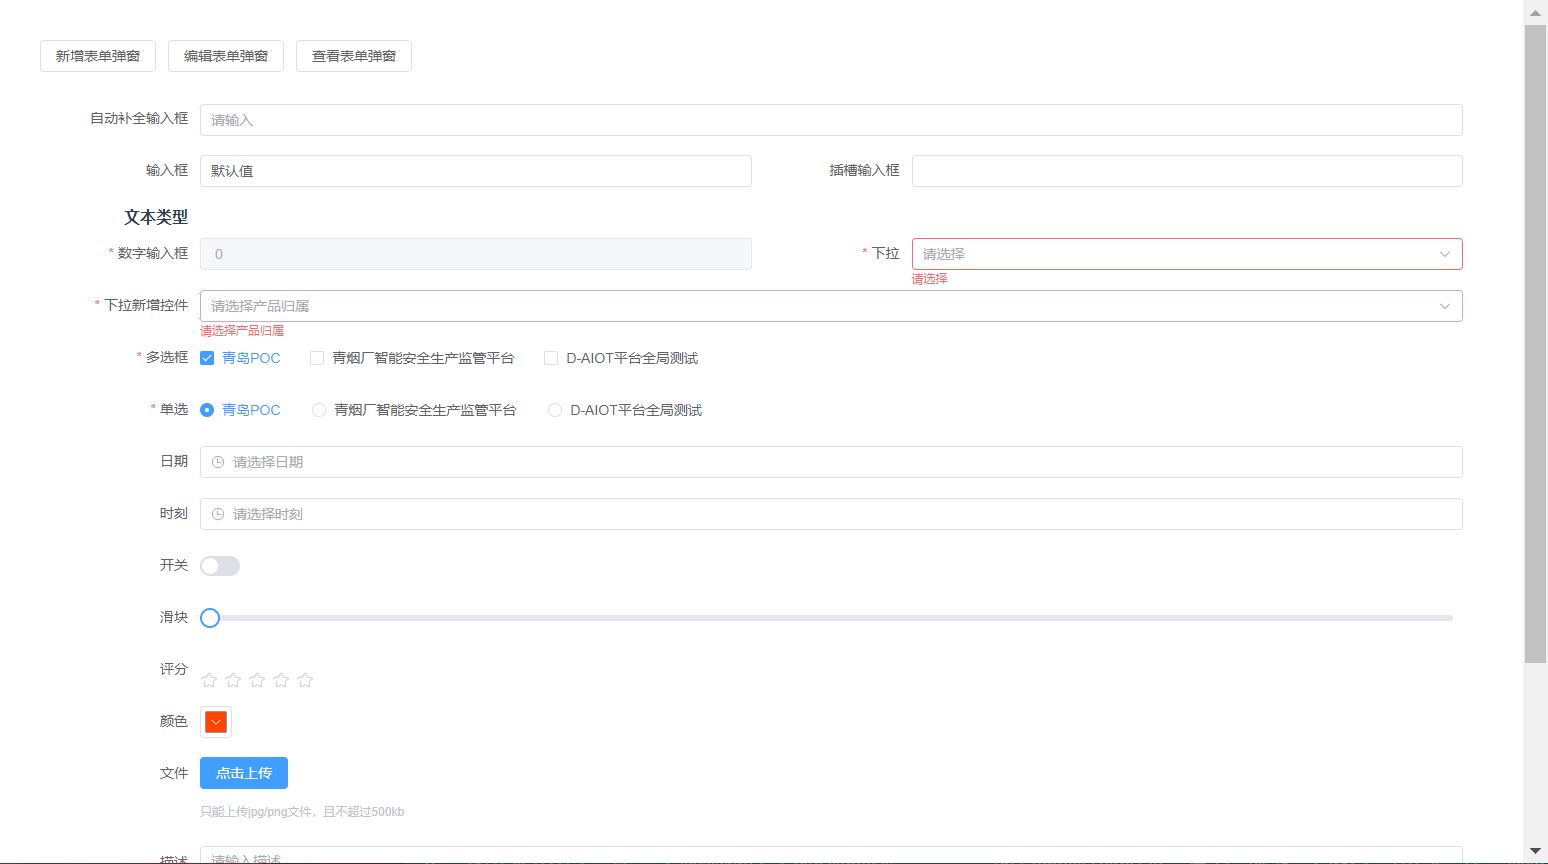 新增表单弹窗 编辑表单弹窗 查看表单弹窗
自动补全输入框 请输入
输入框 默认值 插槽输入框
文本类型
* 数字输入框 0 * 下拉 请选择
请选择
* 下拉新增控件 请选择产品归属
请选择产品归属
* 多选框 青岛POC 青烟厂智能安全生产监管平台 D-AIOT平台全局测试
* 单选 青岛POC 青烟厂智能安全生产监管平台 D-AIOT平台全局测试
日期 请选择日期
时刻 请选择时刻
开关
滑块
评分
颜色
文件 点击上传
只能上传jpg/png文件，且不超过500kb
描述 请输入描述